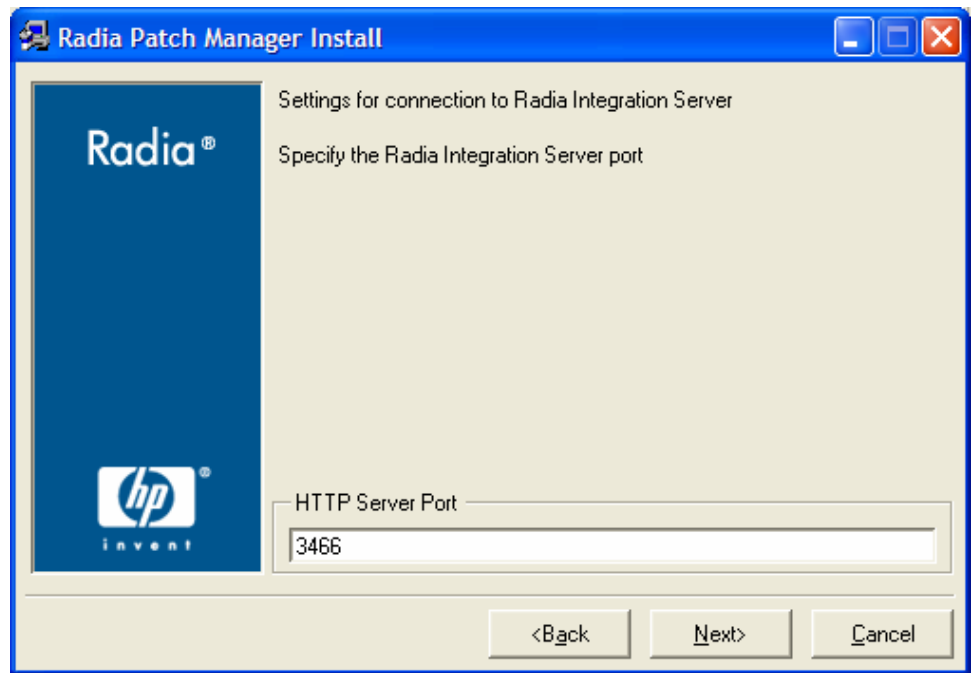 Radia Patch Manager Install
Settings for connection to Radia Integration Server
Radia®
Specify the Radia Integration Server port
hp®
invent
HTTP Server Port
3466
<Back
Next>
Cancel